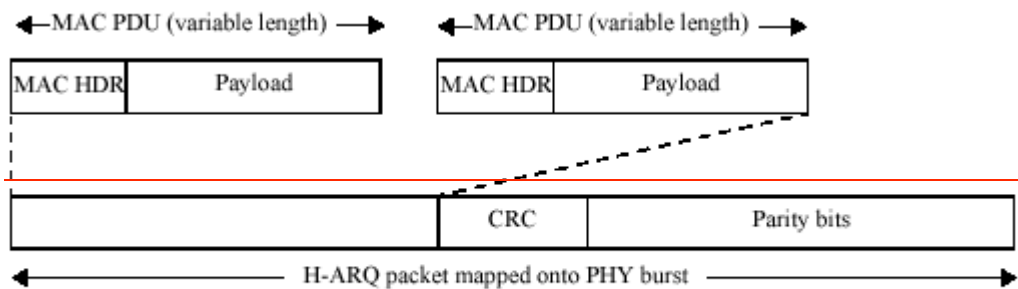 MAC PDU (variable length) MAC PDU (variable length)
MAC HDR Payload MAC HDR Payload
CRC Parity bits
H-ARQ packet mapped onto PHY burst